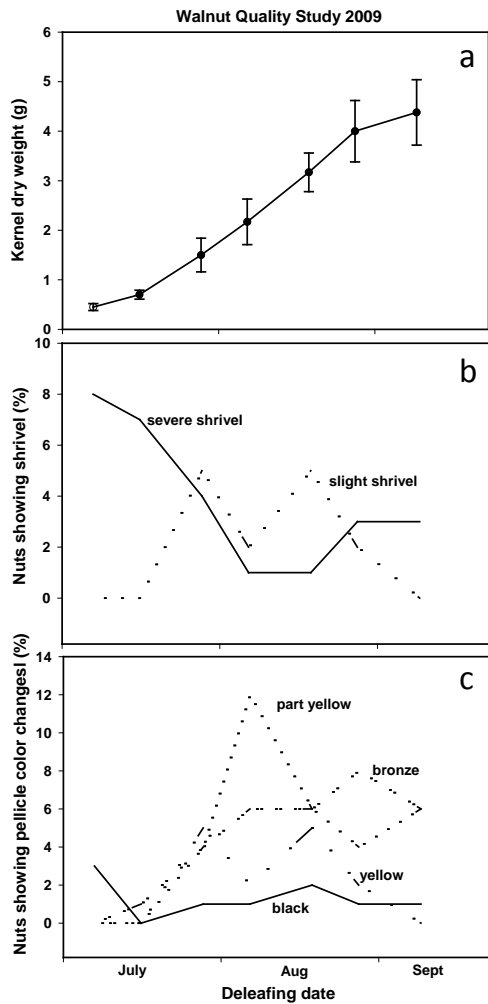 Walnut Quality Study 2009
a
Kernel dry weight (g)
6
5
4
3
2
1
0
b
Nuts showing shrivel (%)
10
8
6
4
2
0
severe shrivel
slight shrivel
c
Nuts showing pellicle color changesl (%)
14
12
10
8
6
4
2
0
part yellow
bronze
yellow
black
July Aug Sept
Deleafing date